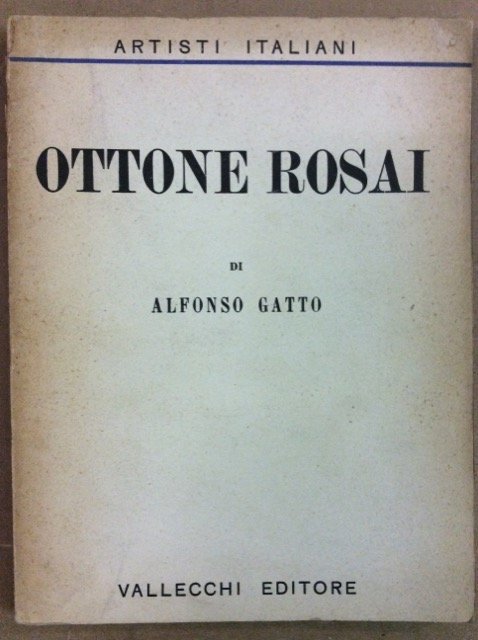 ARTISTI ITALIANI
OTTONE ROSAI
DI
ALFONSO GATTO
VALLECCHI EDITORE